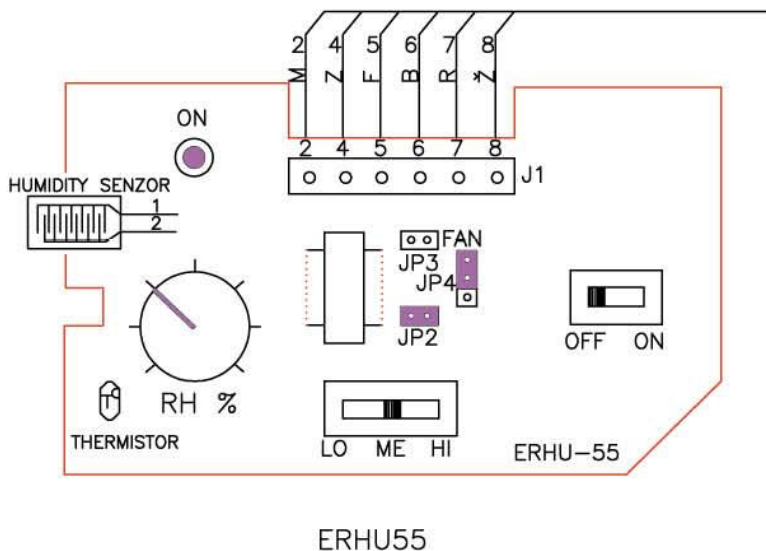 2 4 5 6 7 8
M Z F B R Ž
ON
2 4 5 6 7 8
J1
HUMIDITY SENZOR
1
2
FAN
JP3
JP4
JP2
OFF ON
RH %
THERMISTOR
LO ME HI
ERHU-55
ERHU55